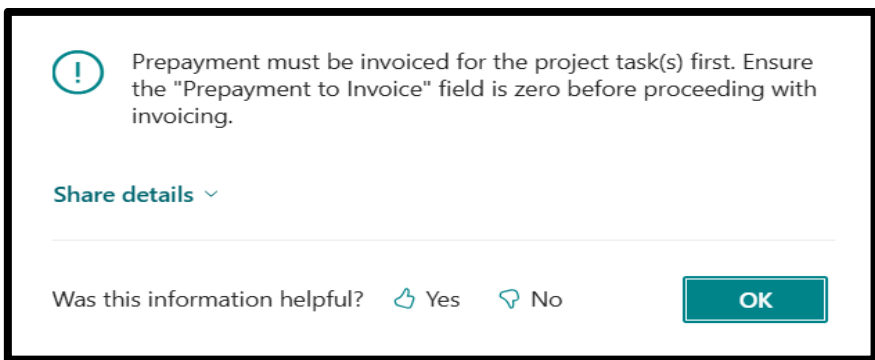 Prepayment must be invoiced for the project task(s) first. Ensure
the "Prepayment to Invoice" field is zero before proceeding with
invoicing.
Share details
Was this information helpful? Yes No OK